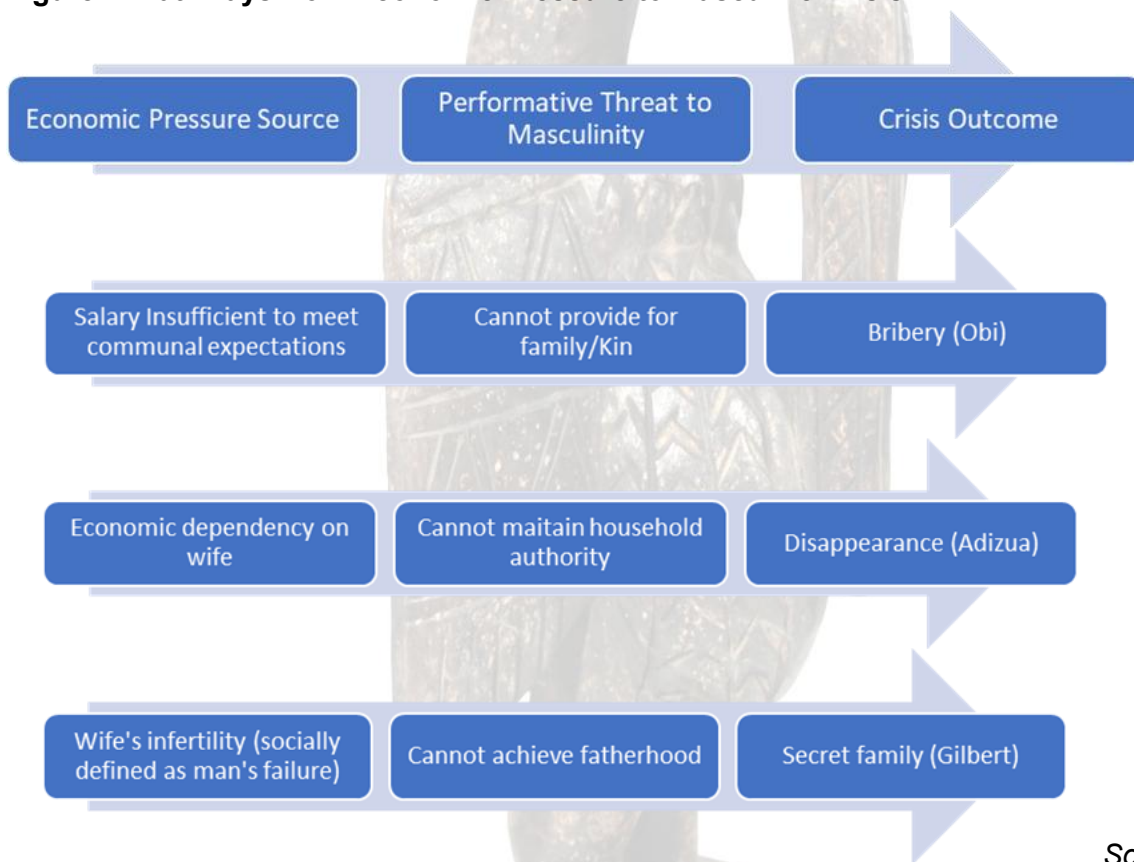 Economic Pressure Source
Performative Threat to
Masculinity
Crisis Outcome
Salary Insufficient to meet
communal expectations
Cannot provide for
family/Kin
Bribery (Obi)
Economic dependency on
wife
Cannot maitain household
authority
Disappearance (Adizua)
Wife's infertility (socially
defined as man's failure)
Cannot achieve fatherhood
Secret family (Gilbert)